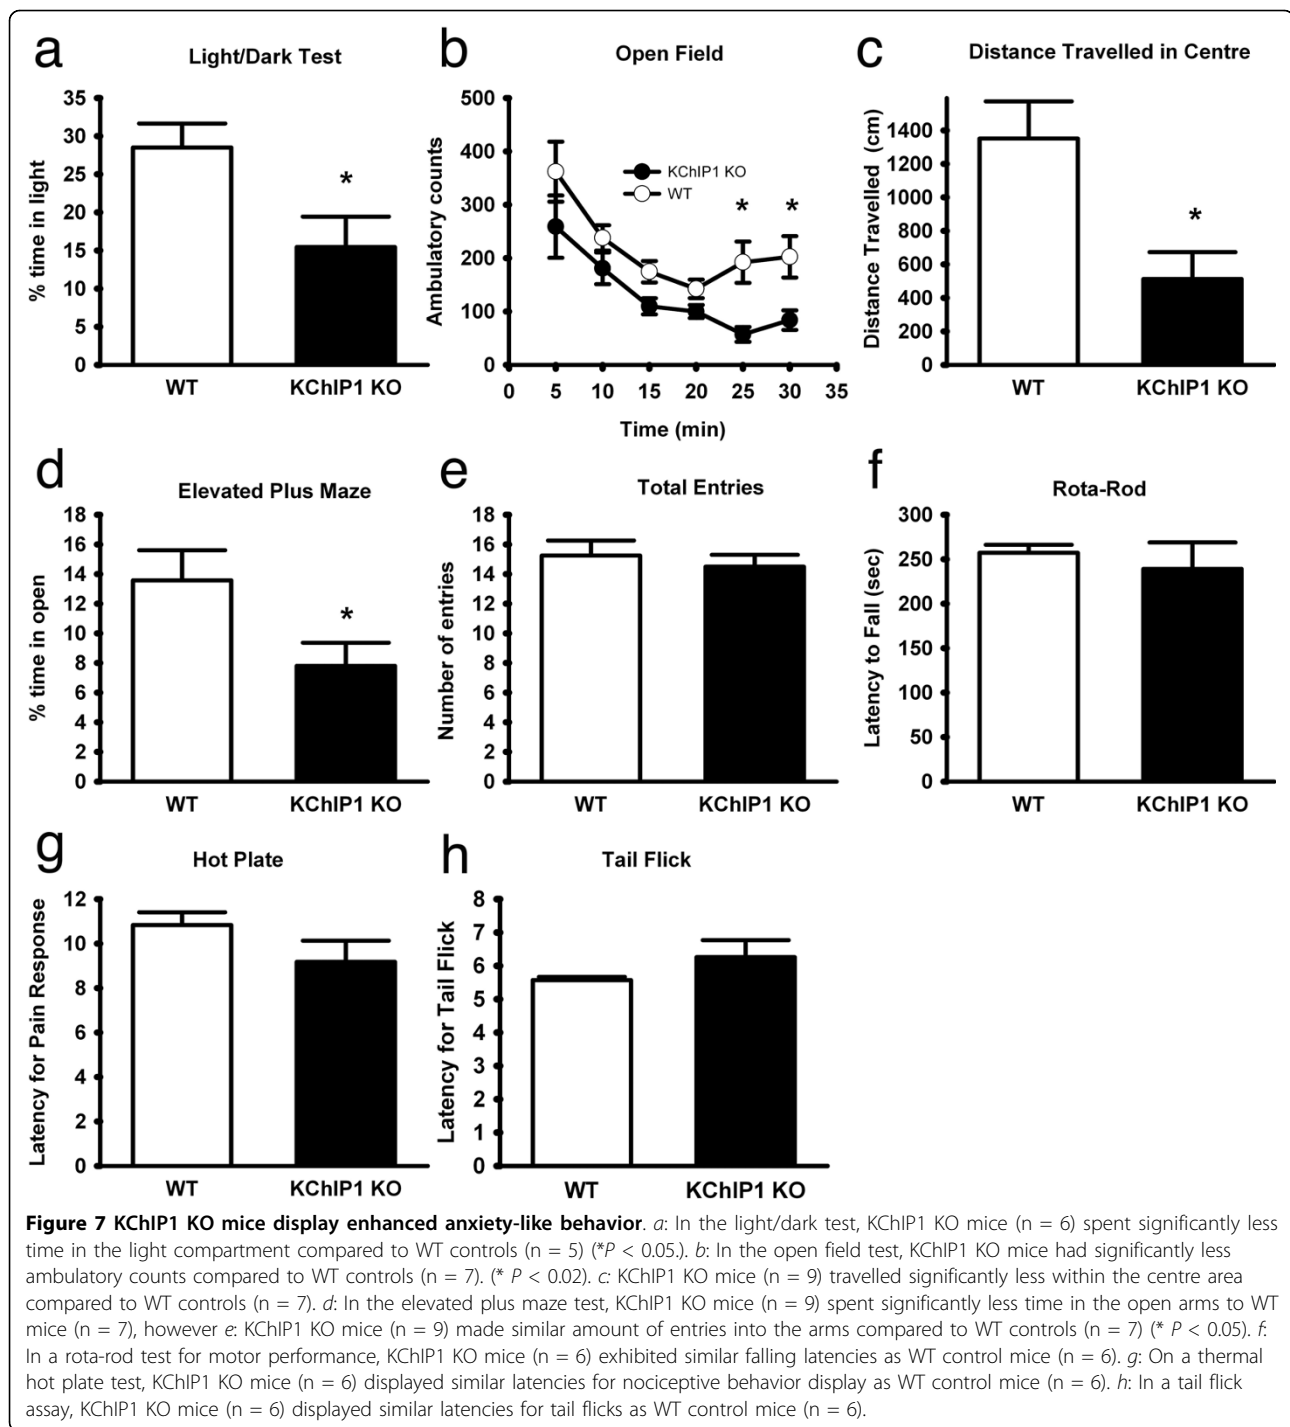 a
Light/Dark Test
% time in light
35
30
25
20
15
10
5
0
*
WT
KChIP1 KO
b
Open Field
Ambulatory counts
500
400
300
200
100
0
KChIP1 KO
WT
* *
0 5 10 15 20 25 30 35
Time (min)
c
Distance Travelled in Centre
Distance Travelled (cm)
1400
1200
1000
800
600
400
200
0
*
WT
KChIP1 KO
d
Elevated Plus Maze
% time in open
18
16
14
12
10
8
6
4
2
0
*
WT
KChIP1 KO
e
Total Entries
Number of entries
18
16
14
12
10
8
6
4
2
0
WT
KChIP1 KO
f
Rota-Rod
Latency to Fall (sec)
300
250
200
150
100
50
0
WT
KChIP1 KO
g
Hot Plate
Latency for Pain Response
12
10
8
6
4
2
0
WT
KChIP1 KO
h
Tail Flick
Latency for Tail Flick
8
7
6
5
4
3
2
1
0
WT
KChIP1 KO
Figure 7 KChIP1 KO mice display enhanced anxiety-like behavior. a: In the light/dark test, KChIP1 KO mice (n = 6) spent significantly less
time in the light compartment compared to WT controls (n = 5) (*P < 0.05.). b: In the open field test, KChIP1 KO mice had significantly less
ambulatory counts compared to WT controls (n = 7). (* P < 0.02). c: KChIP1 KO mice (n = 9) travelled significantly less within the centre area
compared to WT controls (n = 7). d: In the elevated plus maze test, KChIP1 KO mice (n = 9) spent significantly less time in the open arms to WT
mice (n = 7), however e: KChIP1 KO mice (n = 9) made similar amount of entries into the arms compared to WT controls (n = 7) (* P < 0.05). f:
In a rota-rod test for motor performance, KChIP1 KO mice (n = 6) exhibited similar falling latencies as WT control mice (n = 6). g: On a thermal
hot plate test, KChIP1 KO mice (n = 6) displayed similar latencies for nociceptive behavior display as WT control mice (n = 6). h: In a tail flick
assay, KChIP1 KO mice (n = 6) displayed similar latencies for tail flicks as WT control mice (n = 6).